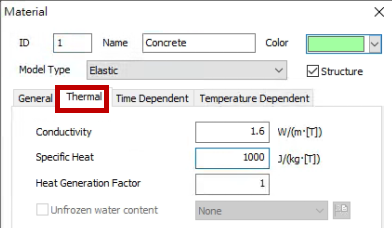 Material
ID 1 Name Concrete Color
Model Type Elastic Structure
General Thermal Time Dependent Temperature Dependent
Conductivity 1.6 W/(m·[T])
Specific Heat 1000 J/(kg·[T])
Heat Generation Factor 1
Unfrozen water content None